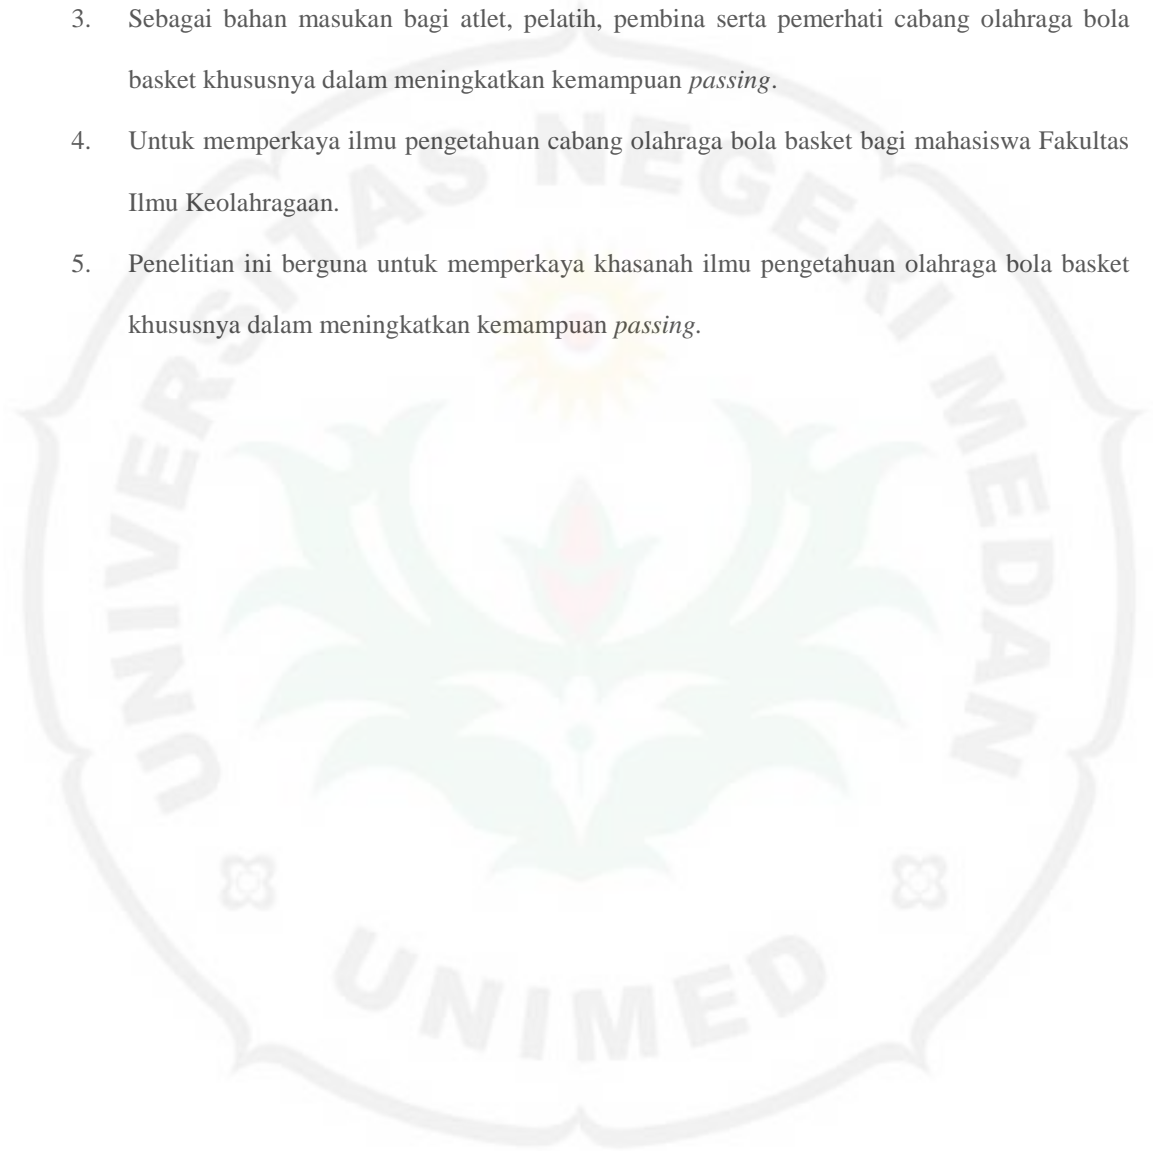 3. Sebagai bahan masukan bagi atlet, pelatih, pembina serta pemerhati cabang olahraga bola
basket khususnya dalam meningkatkan kemampuan passing.
4. Untuk memperkaya ilmu pengetahuan cabang olahraga bola basket bagi mahasiswa Fakultas
Ilmu Keolahragaan.
5. Penelitian ini berguna untuk memperkaya khasanah ilmu pengetahuan olahraga bola basket
khususnya dalam meningkatkan kemampuan passing.
UNIVERSITAS NEGERI MEDAN
UNIMED